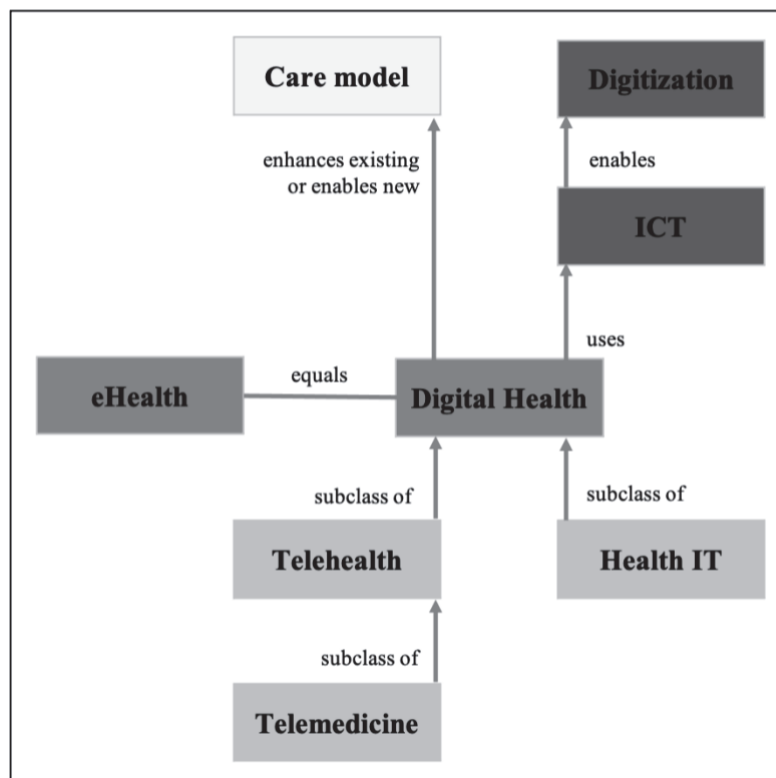 Care model
Digitization
enhances existing
or enables new
enables
ICT
uses
eHealth
equals
Digital Health
subclass of
subclass of
Telehealth
Health IT
subclass of
Telemedicine